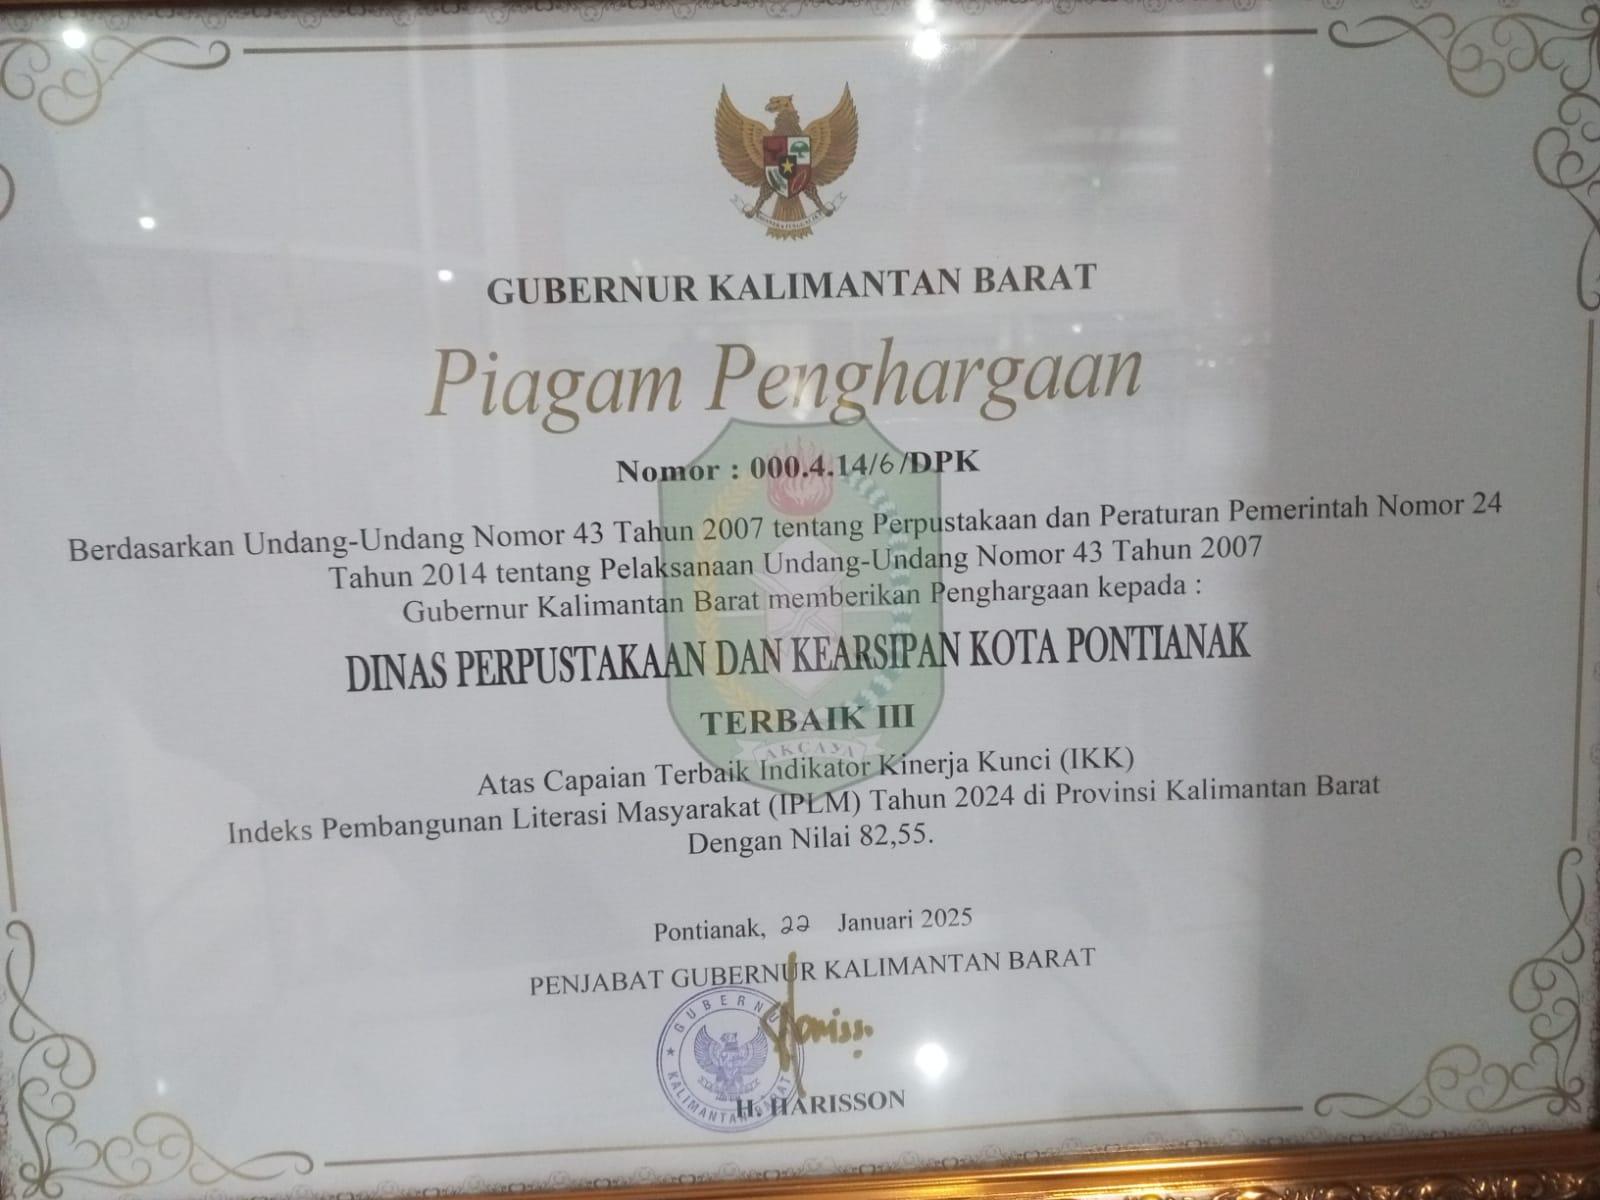 GUBERNUR KALIMANTAN BARAT
Piagam Penghargaan
Nomor : 000.4.14/6/DPK
Berdasarkan Undang-Undang Nomor 43 Tahun 2007 tentang Perpustakaan dan Peraturan Pemerintah Nomor 24
Tahun 2014 tentang Pelaksanaan Undang-Undang Nomor 43 Tahun 2007
Gubernur Kalimantan Barat memberikan Penghargaan kepada :
DINAS PERPUSTAKAAN DAN KEARSIPAN KOTA PONTIANAK
TERBAIK III
AKCAYA
Atas Capaian Terbaik Indikator Kinerja Kunci (IKK)
Indeks Pembangunan Literasi Masyarakat (IPLM) Tahun 2024 di Provinsi Kalimantan Barat
Dengan Nilai 82,55.
Pontianak, 22 Januari 2025
PENJABAT GUBERNUR KALIMANTAN BARAT
GUBERNU
KALIMANTAN BARAT
H. HARISSON